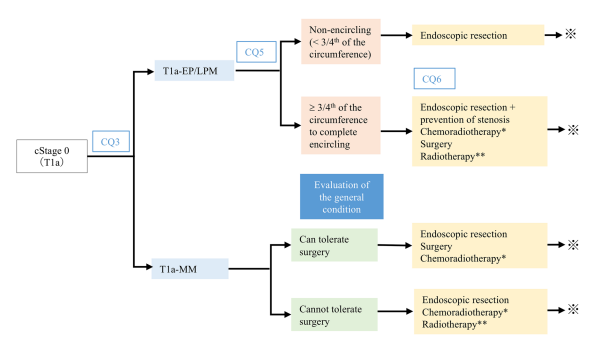 Non-encircling
(< 3/4th of the
circumference)
Endoscopic resection
※
CQ5
T1a-EP/LPM
CQ6
≥ 3/4th of the
circumference
to complete
encircling
Endoscopic resection +
prevention of stenosis
Chemoradiotherapy*
Surgery
Radiotherapy**
※
CQ3
cStage 0
(T1a)
Evaluation of
the general
condition
Can tolerate
surgery
Endoscopic resection
Surgery
Chemoradiotherapy*
※
T1a-MM
Cannot tolerate
surgery
Endoscopic resection
Chemoradiotherapy*
Radiotherapy**
※